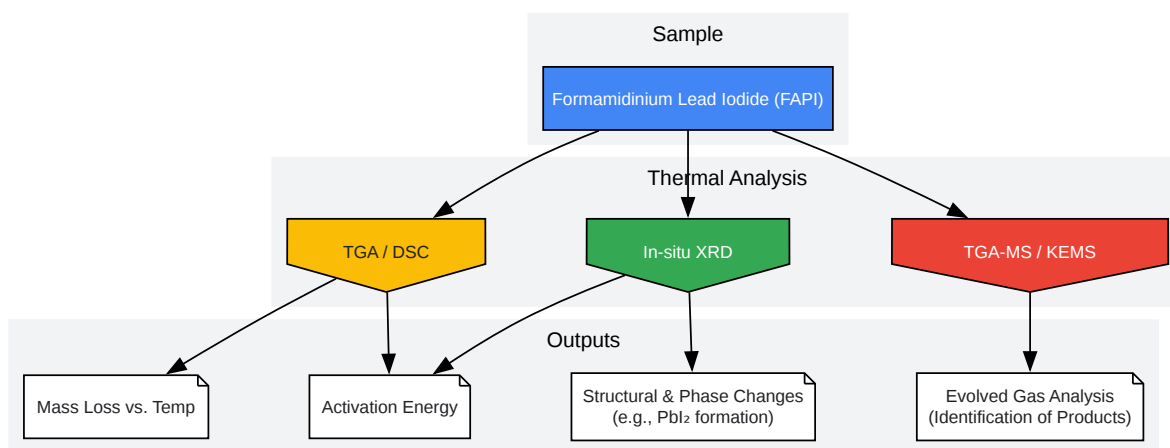 Sample
Formamidinium Lead Iodide (FAPI)
Thermal Analysis
TGA / DSC
In-situ XRD
TGA-MS / KEMS
Outputs
Mass Loss vs. Temp
Activation Energy
Structural & Phase Changes
(e.g., PbI₂ formation)
Evolved Gas Analysis
(Identification of Products)